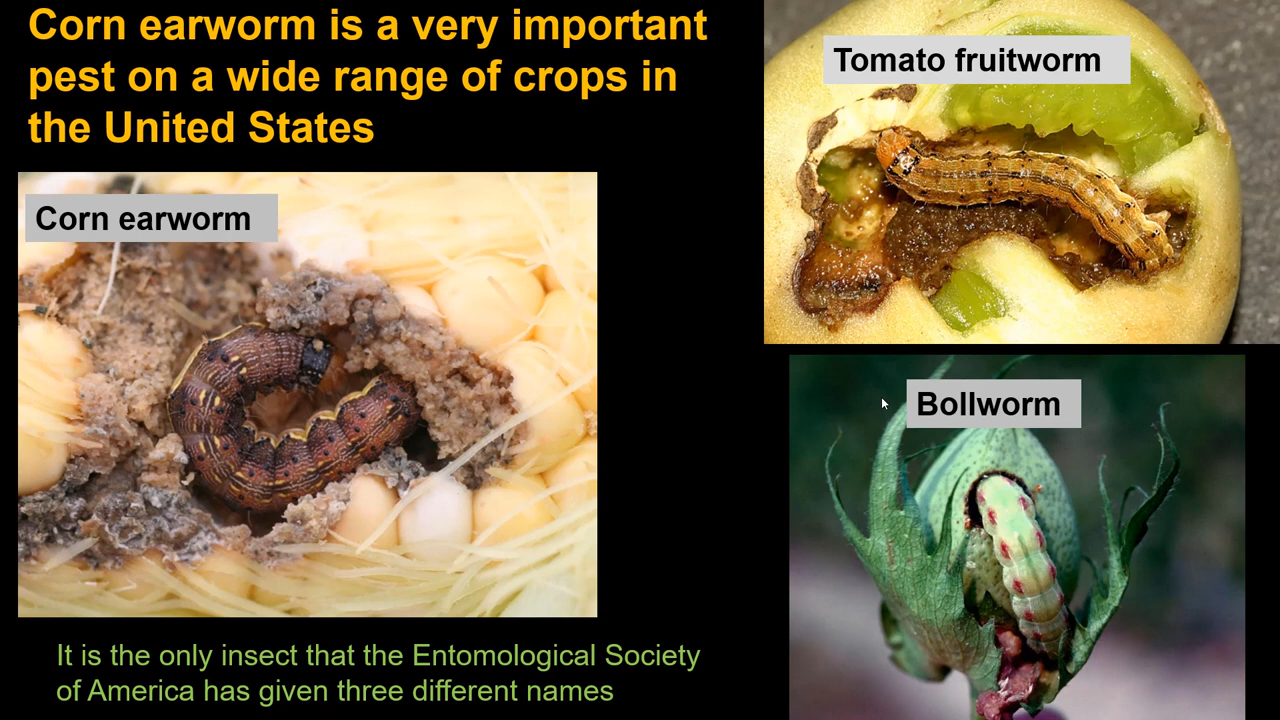 Corn earworm is a very important
pest on a wide range of crops in
the United States
Tomato fruitworm
Corn earworm
Bollworm
It is the only insect that the Entomological Society
of America has given three different names